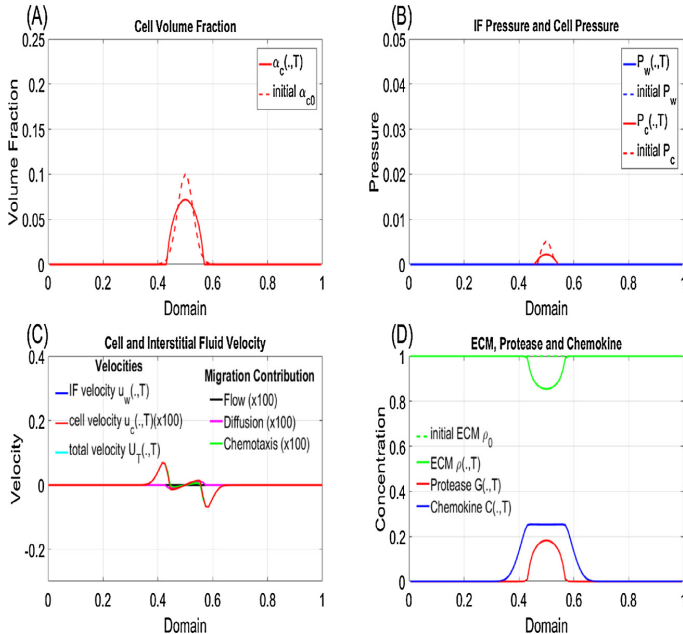 (A)
Cell Volume Fraction
0.25
0.2
0.15
0.1
0.05
0
Volume Fraction
α_c(.,T)
initial α_c0
0 0.2 0.4 0.6 0.8 1
Domain
(B)
IF Pressure and Cell Pressure
0.05
0.04
0.03
0.02
0.01
0
Pressure
P_w(.,T)
initial P_w
P_c(.,T)
initial P_c
0 0.2 0.4 0.6 0.8 1
Domain
(C)
Cell and Interstitial Fluid Velocity
0.4
0.2
0
-0.2
Velocity
Velocities
IF velocity u_w(.,T)
cell velocity u_c(.,T)(x100)
total velocity U_T(.,T)
Migration Contribution
Flow (x100)
Diffusion (x100)
Chemotaxis (x100)
0 0.2 0.4 0.6 0.8 1
Domain
(D)
ECM, Protease and Chemokine
1
0.8
0.6
0.4
0.2
0
Concentration
initial ECM ρ_0
ECM ρ(.,T)
Protease G(.,T)
Chemokine C(.,T)
0 0.2 0.4 0.6 0.8 1
Domain